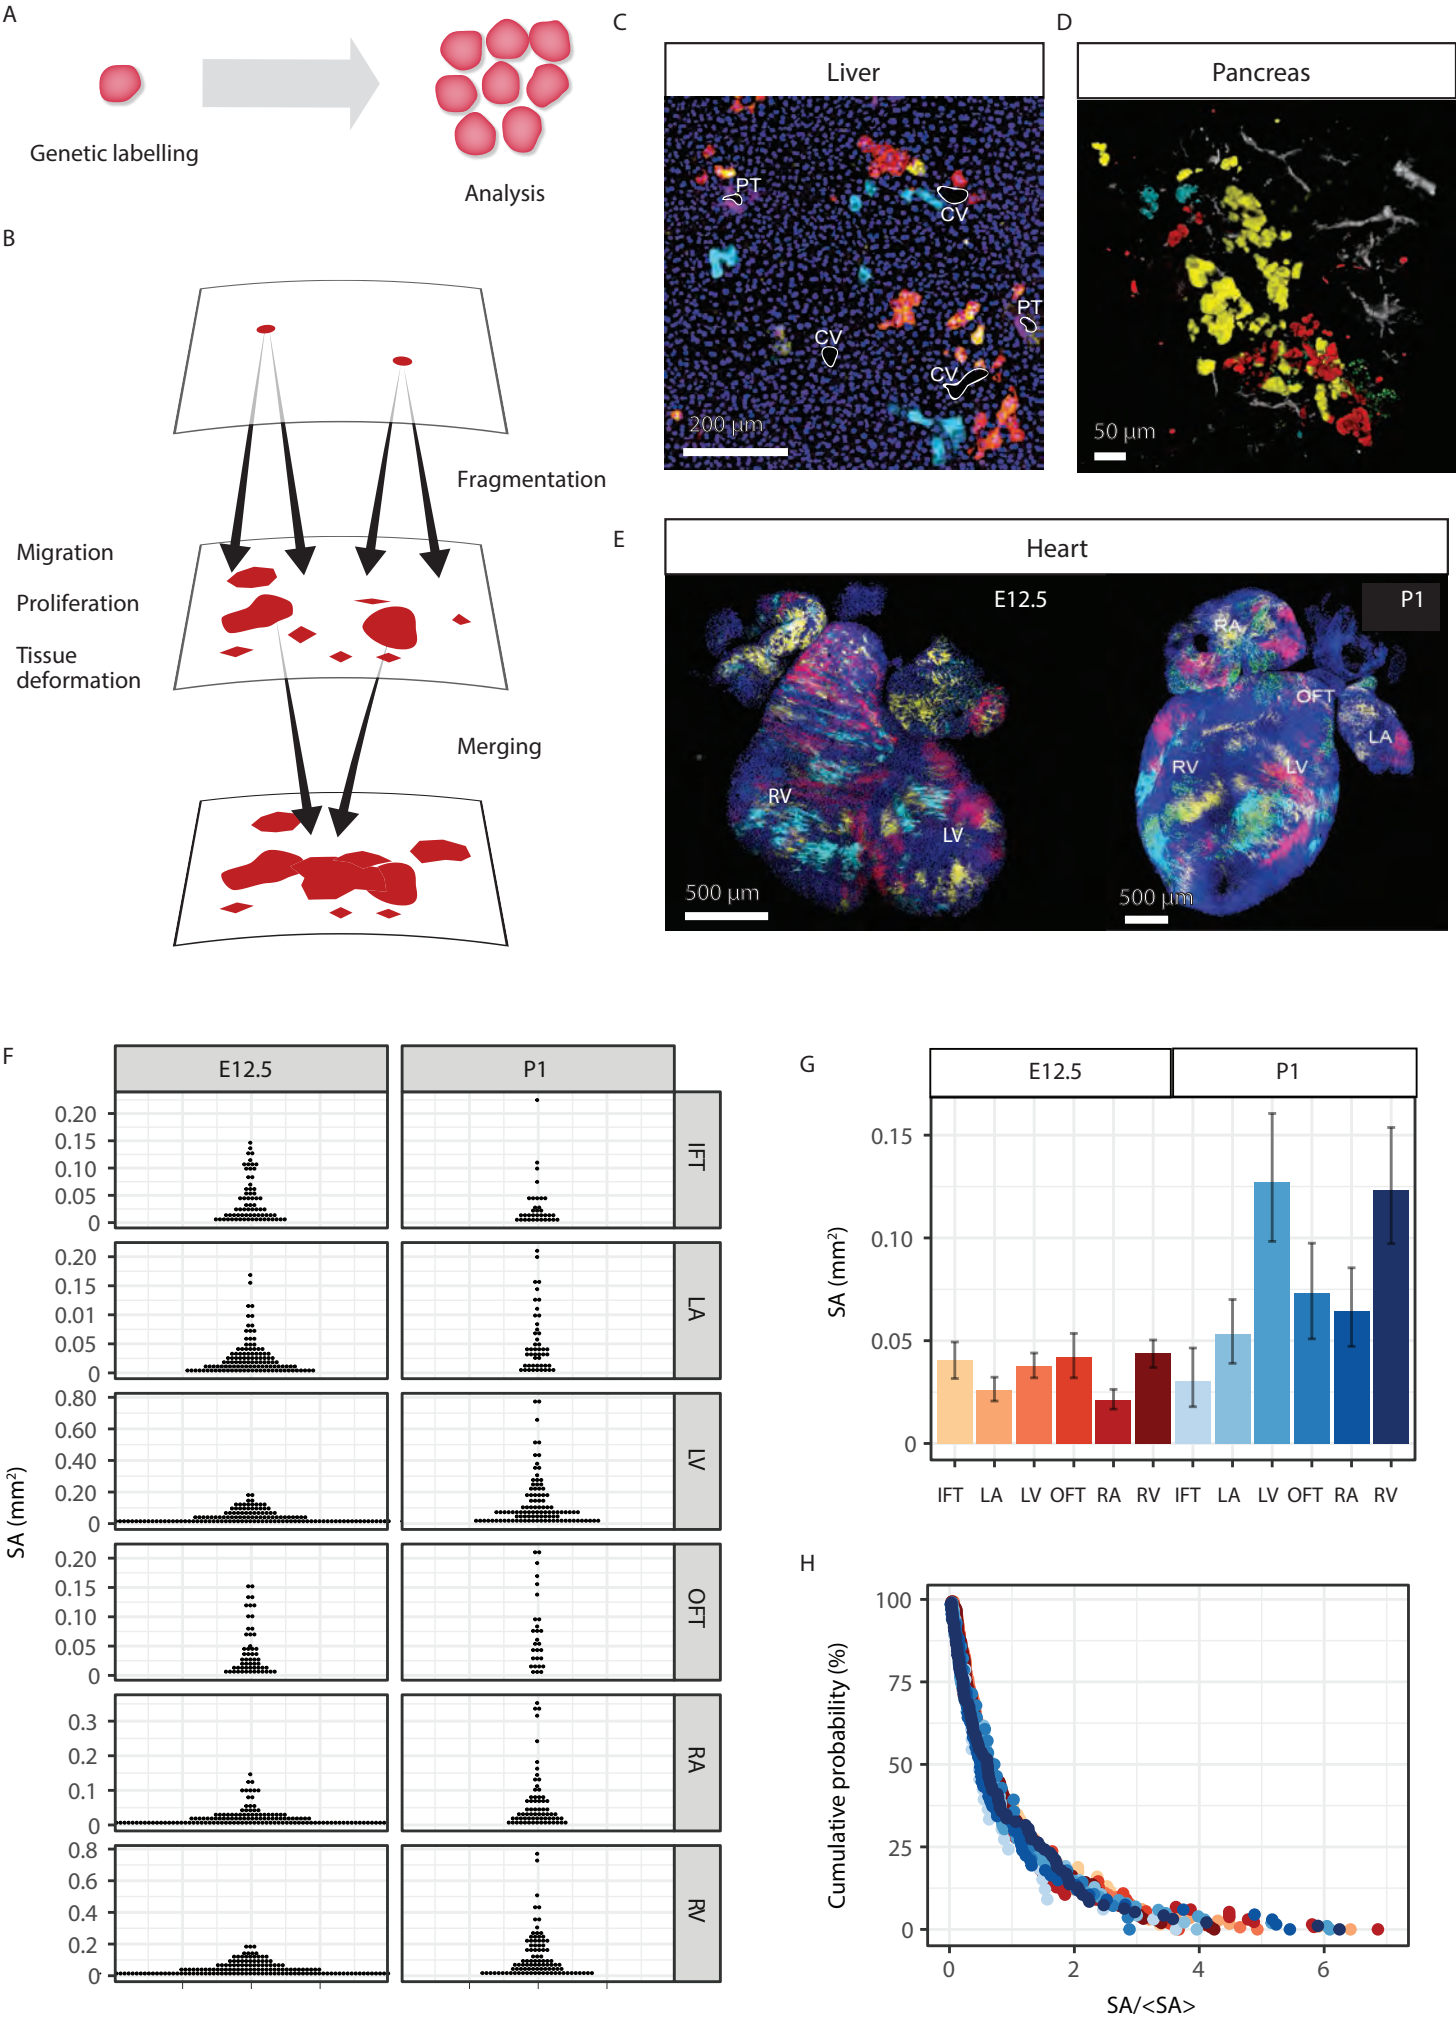 A
Genetic labelling
Analysis
B
Fragmentation
Migration
Proliferation
Tissue
deformation
Merging
C
Liver
PT
CV
PT
CV
CV
200 µm
D
Pancreas
50 µm
E
Heart
E12.5
RV
LV
500 µm
P1
RA
OFT
LA
RV
LV
500 µm
F
E12.5
P1
SA (mm²)
0.20
0.15
0.10
0.05
0
IFT
0.20
0.15
0.01
0.05
0
LA
0.80
0.60
0.40
0.20
0
LV
0.20
0.15
0.10
0.05
0
OFT
0.3
0.2
0.1
0
RA
0.8
0.6
0.4
0.2
0
RV
G
E12.5
P1
SA (mm²)
0.15
0.10
0.05
0
IFT LA LV OFT RA RV IFT LA LV OFT RA RV
H
Cumulative probability (%)
100
75
50
25
0
0 2 4 6
SA/<SA>